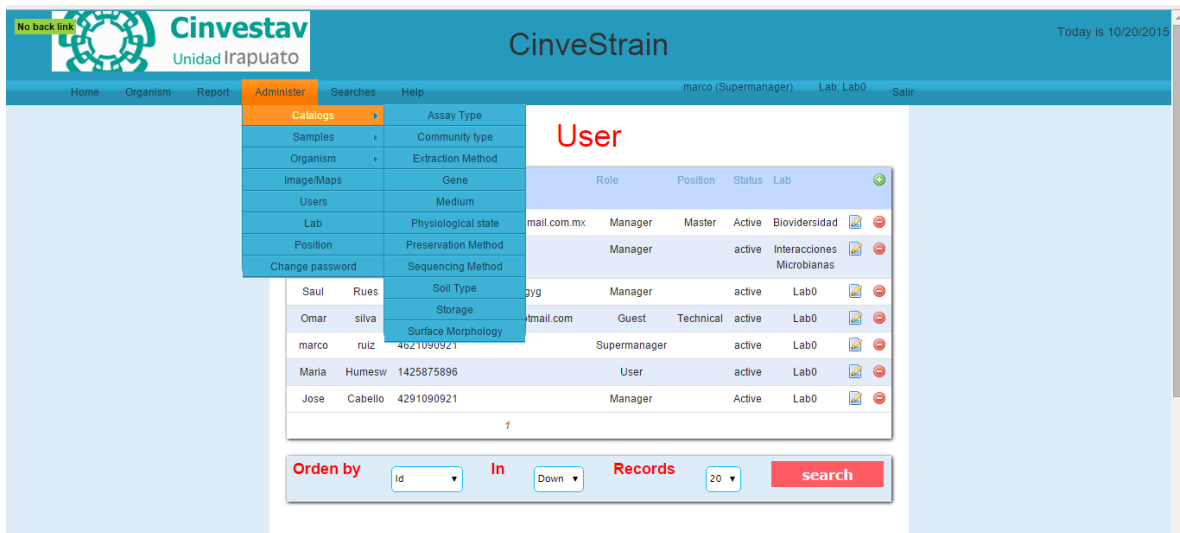 No back link
Cinvestav
Unidad Irapuato
CinveStrain
Today is 10/20/2015
Home Organism Report Administer Searches Help marco (Supermanager) Lab: Lab0 Salir
Catalogs
Samples
Organism
Image/Maps
Users
Lab
Position
Change password
Assay Type
Community type
Extraction Method
Gene
Medium
Physiological state
Preservation Method
Sequencing Method
Soil Type
Storage
Surface Morphology
User
Role Position Status Lab
mail.com.mx Manager Master Active Biovidersidad
Manager active Interacciones
Microbianas
Saul Rues gyg Manager active Lab0
Omar silva tmail.com Guest Technical active Lab0
marco ruiz 4621090921 Supermanager active Lab0
Maria Humesw 1425875896 User active Lab0
Jose Cabello 4291090921 Manager Active Lab0
1
Orden by Id In Down Records 20 search